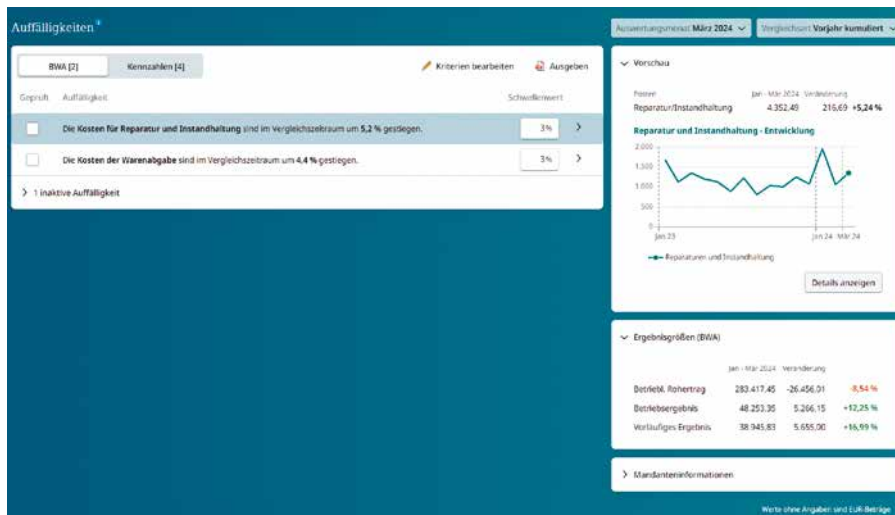 Auffälligkeiten
Auswertungsmonat März 2024
Vergleichsart Vorjahr kumuliert
BWA [2]
Kennzahlen [4]
Kriterien bearbeiten
Ausgeben
Geprüft Auffälligkeit Schwellenwert
Die Kosten für Reparatur und Instandhaltung sind im Vergleichszeitraum um 5,2 % gestiegen. 3%
Die Kosten der Warenabgabe sind im Vergleichszeitraum um 4,4 % gestiegen. 3%
1 inaktive Auffälligkeit
Vorschau
Posten Jan - Mär 2024 Veränderung
Reparatur/Instandhaltung 4.352,49 216,69 +5,24 %
Reparatur und Instandhaltung - Entwicklung
2.000
1.500
1.000
500
0
Jan 23 Jan 24 Mär 24
Reparaturen und Instandhaltung
Details anzeigen
Ergebnisgrößen (BWA)
Jan - Mär 2024 Veränderung
Betriebl. Rohertrag 283.417,45 -26.456,01 -8,54 %
Betriebsergebnis 48.253,35 5.266,15 +12,25 %
Vorläufiges Ergebnis 38.945,83 5.655,00 +16,99 %
Mandanteninformationen
Werte ohne Angaben sind EUR-Beträge